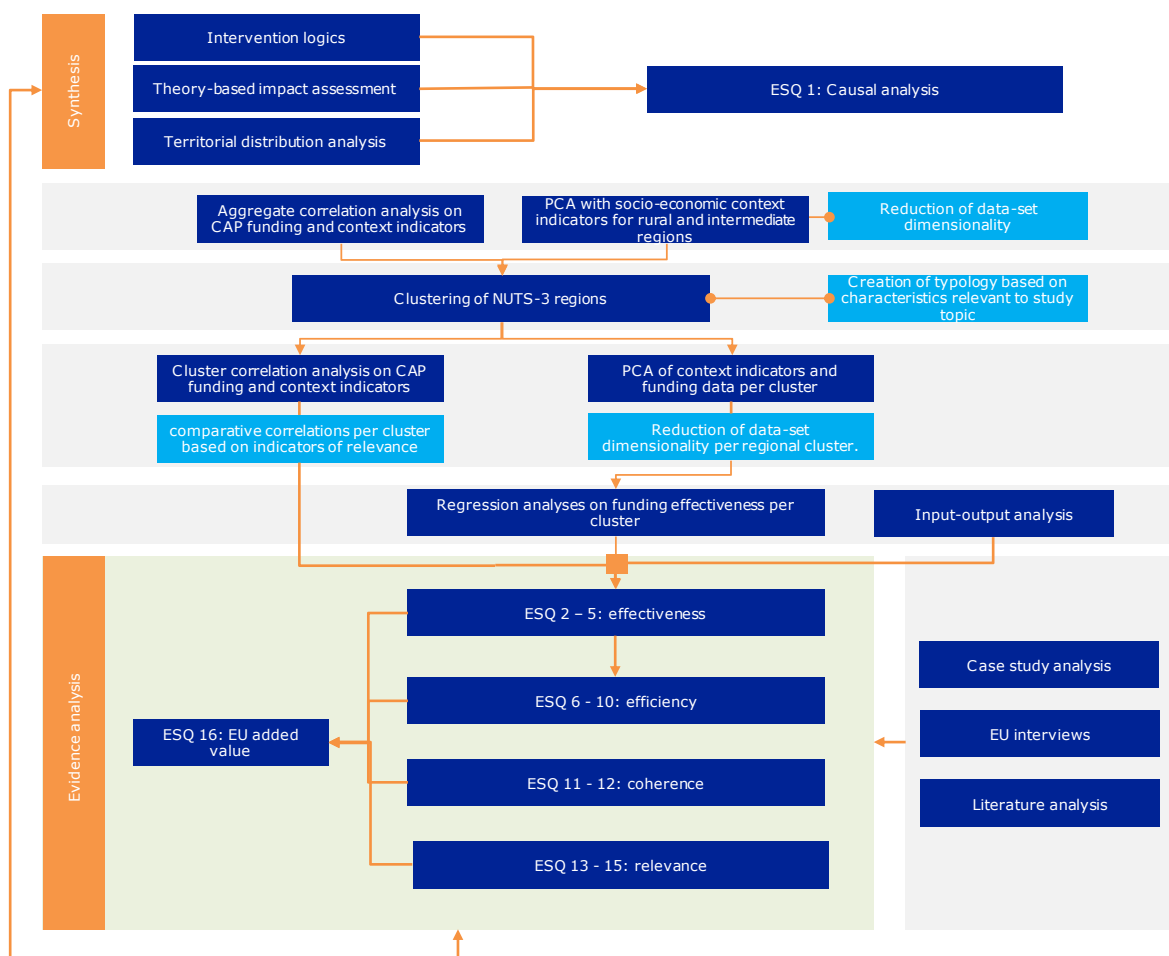 Synthesis
Intervention logics
Theory-based impact assessment
Territorial distribution analysis
ESQ 1: Causal analysis
Aggregate correlation analysis on
CAP funding and context indicators
PCA with socio-economic context
indicators for rural and intermediate
regions
Reduction of data-set
dimensionality
Clustering of NUTS-3 regions
Creation of typology based on
characteristics relevant to study
topic
Cluster correlation analysis on CAP
funding and context indicators
PCA of context indicators and
funding data per cluster
comparative correlations per cluster
based on indicators of relevance
Reduction of data-set
dimensionality per regional cluster.
Regression analyses on funding effectiveness per
cluster
Input-output analysis
Evidence analysis
ESQ 2 – 5: effectiveness
ESQ 6 - 10: efficiency
ESQ 16: EU added
value
ESQ 11 - 12: coherence
ESQ 13 - 15: relevance
Case study analysis
EU interviews
Literature analysis